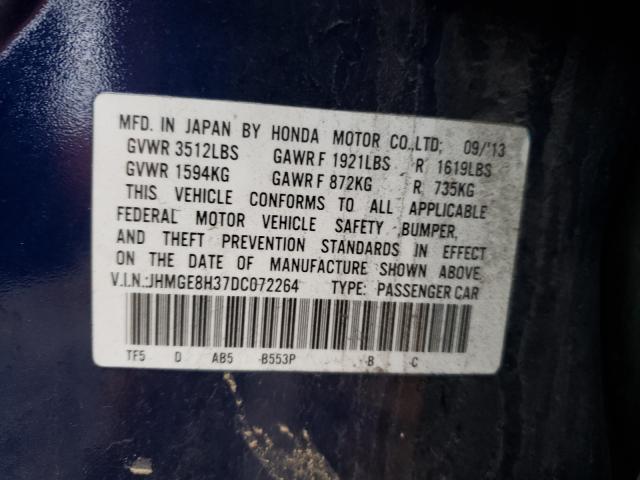 MFD. IN JAPAN BY HONDA MOTOR CO.,LTD; 09/'13
GVWR 3512LBS GAWR F 1921LBS R 1619LBS
GVWR 1594KG GAWR F 872KG R 735KG
THIS VEHICLE CONFORMS TO ALL APPLICABLE
FEDERAL MOTOR VEHICLE SAFETY, BUMPER,
AND THEFT PREVENTION STANDARDS IN EFFECT
ON THE DATE OF MANUFACTURE SHOWN ABOVE.
V.I.N.:JHMGE8H37DC072264 TYPE: PASSENGER CAR
TF5 D AB5 B553P B C